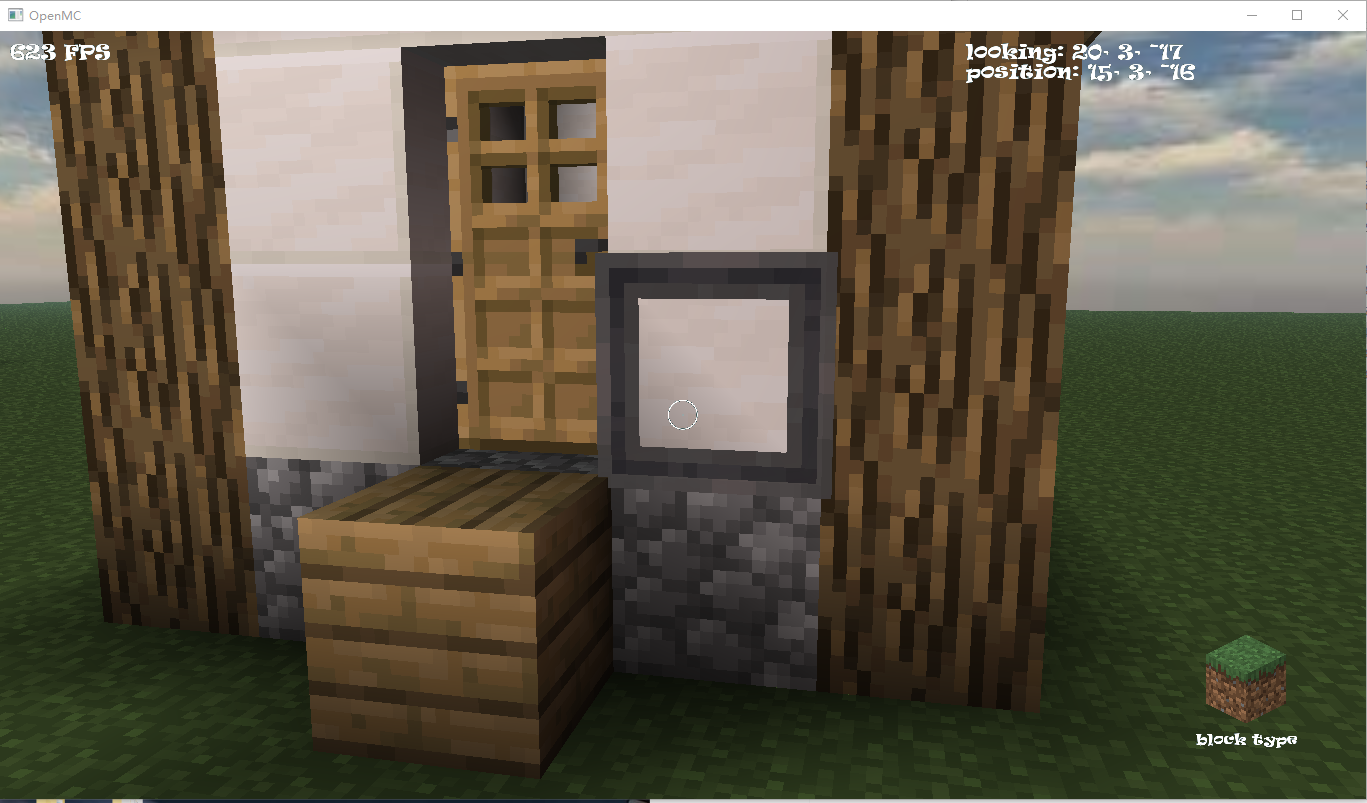 OpenMC
623 FPS
looking: 20, 3, -17
position: 15, 3, -16
block type